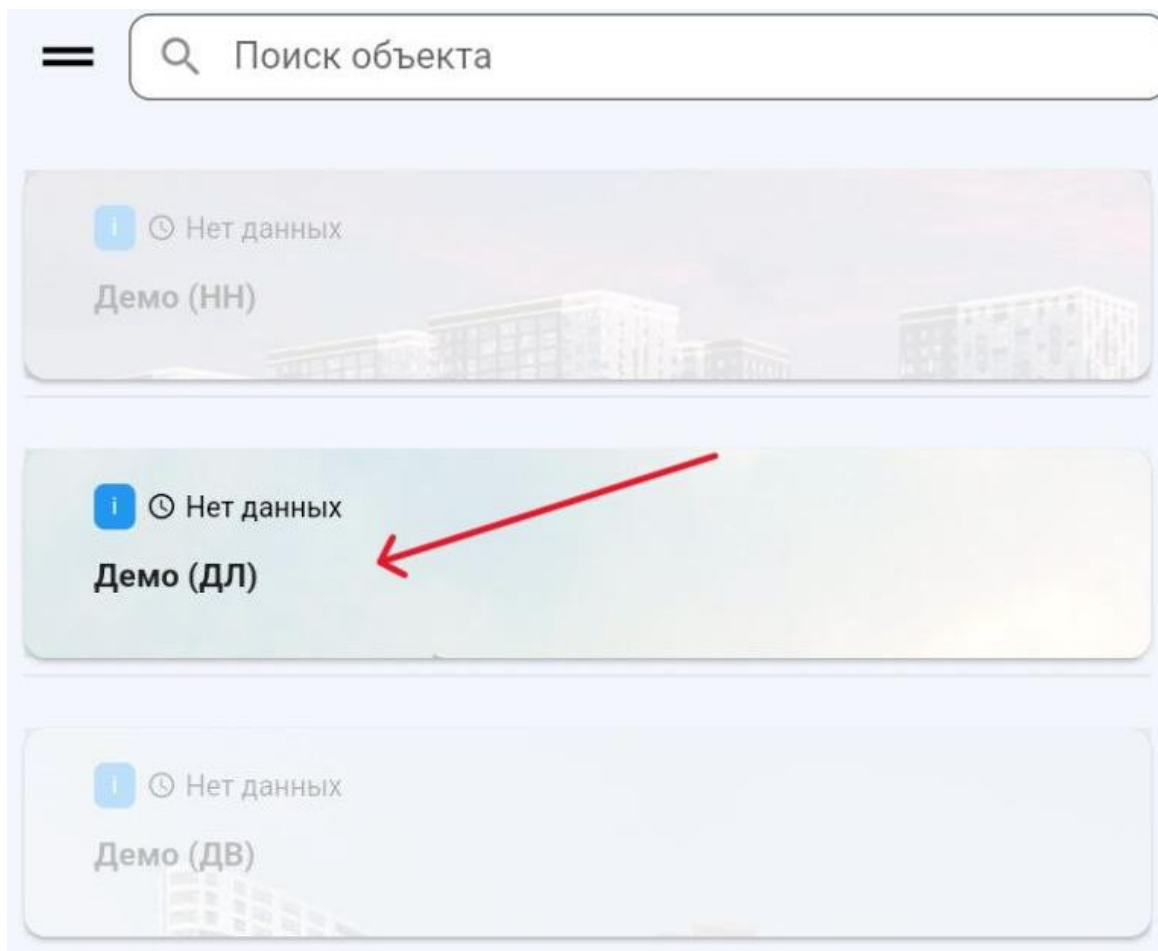 Поиск объекта
i Нет данных
Демо (НН)
i Нет данных
Демо (ДЛ)
i Нет данных
Демо (ДВ)